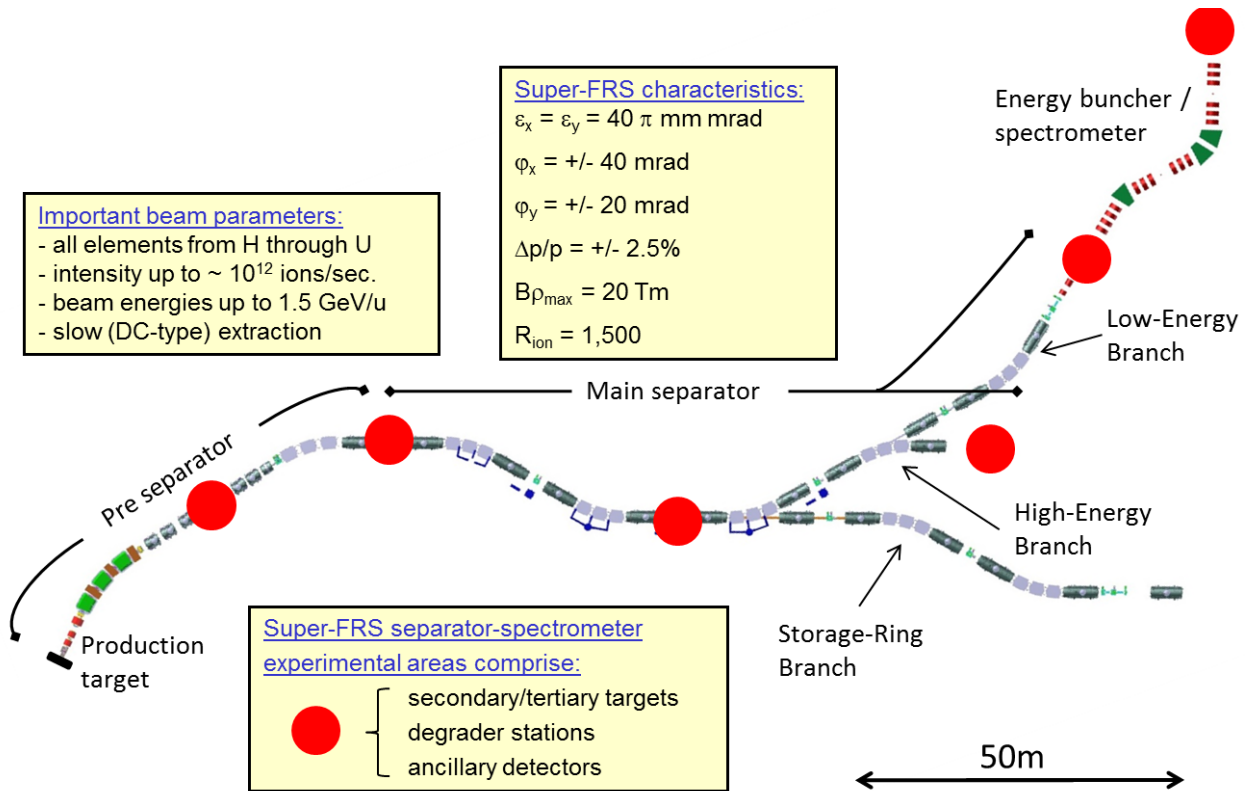 Super-FRS characteristics:
εx = εy = 40 π mm mrad
φx = +/- 40 mrad
φy = +/- 20 mrad
Δp/p = +/- 2.5%
Bρmax = 20 Tm
Rion = 1,500
Energy buncher /
spectrometer
Important beam parameters:
- all elements from H through U
- intensity up to ~ 10¹² ions/sec.
- beam energies up to 1.5 GeV/u
- slow (DC-type) extraction
Low-Energy
Branch
Main separator
Pre separator
High-Energy
Branch
Storage-Ring
Branch
Production
target
Super-FRS separator-spectrometer
experimental areas comprise:
secondary/tertiary targets
degrader stations
ancillary detectors
50m